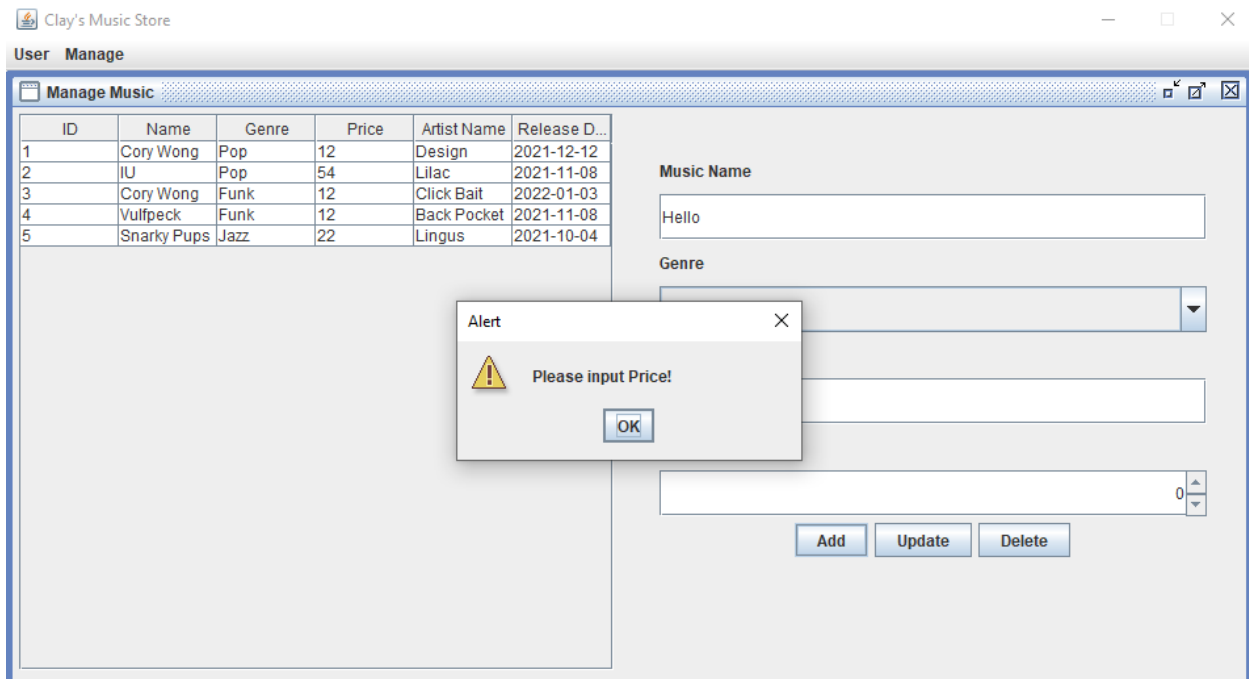 Clay's Music Store
User Manage
Manage Music
ID Name Genre Price Artist Name Release D...
1 Cory Wong Pop 12 Design 2021-12-12
2 IU Pop 54 Lilac 2021-11-08
3 Cory Wong Funk 12 Click Bait 2022-01-03
4 Vulfpeck Funk 12 Back Pocket 2021-11-08
5 Snarky Pups Jazz 22 Lingus 2021-10-04
Music Name
Hello
Genre
Alert
Please input Price!
OK
0
Add Update Delete